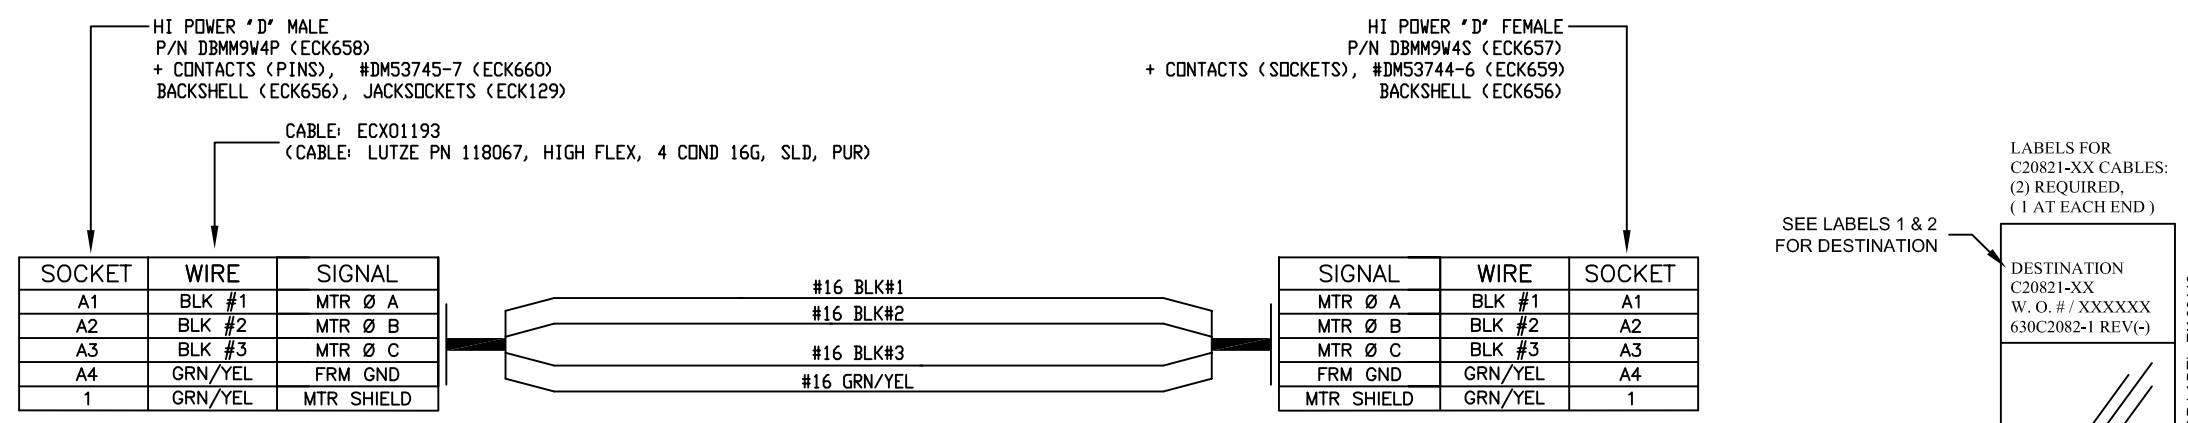 HI POWER "D" MALE
P/N DBMM9W4P (ECK658)
+ CONTACTS (PINS), #DM53745-7 (ECK660)
BACKSHELL (ECK656), JACKSOCKETS (ECK129)
CABLE: ECX01193
(CABLE: LUTZE PN 118067, HIGH FLEX, 4 COND 16G, SLD, PUR)
HI POWER "D" FEMALE
P/N DBMM9W4S (ECK657)
+ CONTACTS (SOCKETS), #DM53744-6 (ECK659)
BACKSHELL (ECK656)
SOCKET WIRE SIGNAL
A1 BLK #1 MTR Ø A
A2 BLK #2 MTR Ø B
A3 BLK #3 MTR Ø C
A4 GRN/YEL FRM GND
1 GRN/YEL MTR SHIELD
#16 BLK#1
#16 BLK#2
#16 BLK#3
#16 GRN/YEL
SIGNAL WIRE SOCKET
MTR Ø A BLK #1 A1
MTR Ø B BLK #2 A2
MTR Ø C BLK #3 A3
FRM GND GRN/YEL A4
MTR SHIELD GRN/YEL 1
SEE LABELS 1 & 2
FOR DESTINATION
LABELS FOR
C20821-XX CABLES:
(2) REQUIRED,
( 1 AT EACH END )
DESTINATION
C20821-XX
W. O. # / XXXXXX
630C2082-1 REV(-)